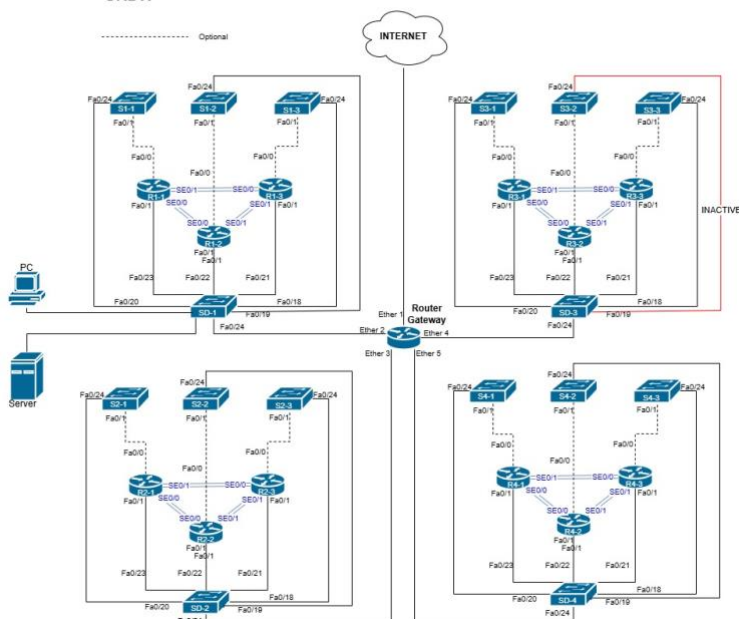 Optional
INTERNET
Fa0/24
Fa0/24 S1-1 S1-2 S1-3 Fa0/24
Fa0/1 Fa0/1 Fa0/1
Fa0/0 Fa0/0 Fa0/0
R1-1 SE0/1 SE0/0 R1-3
Fa0/1 SE0/0 SE0/1 Fa0/1
SE0/0 SE0/1
R1-2
Fa0/1
Fa0/1
Fa0/23 Fa0/22 Fa0/21
Fa0/20 Fa0/18
SD-1 Fa0/19
Fa0/24
PC
Server
Fa0/24
Fa0/24 S3-1 S3-2 S3-3 Fa0/24
Fa0/1 Fa0/1 Fa0/1
Fa0/0 Fa0/0 Fa0/0
R3-1 SE0/1 SE0/0 R3-3
Fa0/1 SE0/0 SE0/1 Fa0/1
SE0/0 SE0/1
R3-2
Fa0/1
Fa0/1
INACTIVE
Fa0/23 Fa0/22 Fa0/21
Fa0/20 Fa0/18
SD-3 Fa0/19
Fa0/24
Ether 1
Router
Gateway
Ether 2 Ether 4
Ether 3 Ether 5
Fa0/24
Fa0/24 S2-1 S2-2 S2-3 Fa0/24
Fa0/1 Fa0/1 Fa0/1
Fa0/0 Fa0/0 Fa0/0
R2-1 SE0/1 SE0/0 R2-3
Fa0/1 SE0/0 SE0/1 Fa0/1
SE0/0 SE0/1
R2-2
Fa0/1
Fa0/1
Fa0/23 Fa0/22 Fa0/21
Fa0/20 Fa0/18
SD-2 Fa0/19
Fa0/24
Fa0/24 S4-1 S4-2 S4-3 Fa0/24
Fa0/1 Fa0/1 Fa0/1
Fa0/0 Fa0/0 Fa0/0
R4-1 SE0/1 SE0/0 R4-3
Fa0/1 SE0/0 SE0/1 Fa0/1
SE0/0 SE0/1
R4-2
Fa0/1
Fa0/1
Fa0/23 Fa0/22 Fa0/21
Fa0/20 Fa0/18
SD-4 Fa0/19
Fa0/24